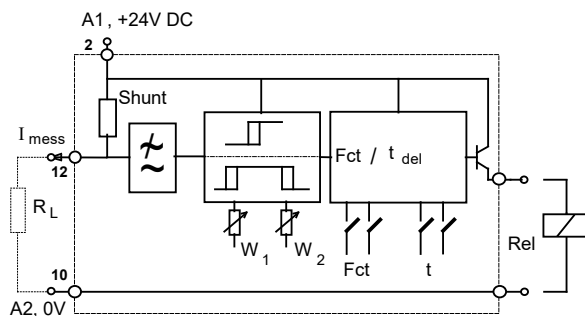 A1, +24V DC
2
Shunt
I mess
12
Fct / t del
R L
W 1
W 2
Fct
t
Rel
10
A2, 0V